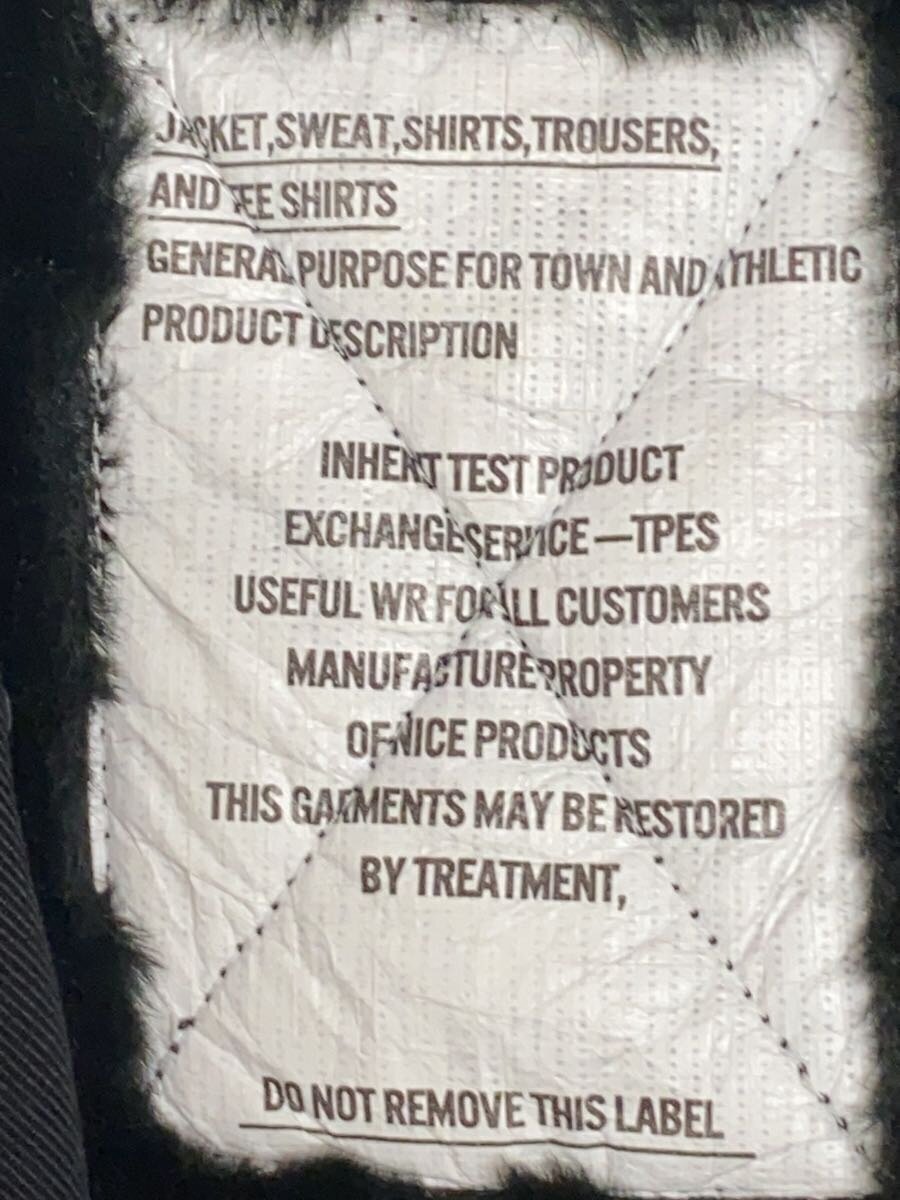 JACKET,SWEAT,SHIRTS,TROUSERS,
AND TEE SHIRTS
GENERAL PURPOSE FOR TOWN AND ATHLETIC
PRODUCT DESCRIPTION
INHENT TEST PRODUCT
EXCHANGE SERVICE—TPES
USEFUL WR FOR ALL CUSTOMERS
MANUFACTURE PROPERTY
OF NICE PRODUCTS
THIS GARMENTS MAY BE RESTORED
BY TREATMENT,
DO NOT REMOVE THIS LABEL